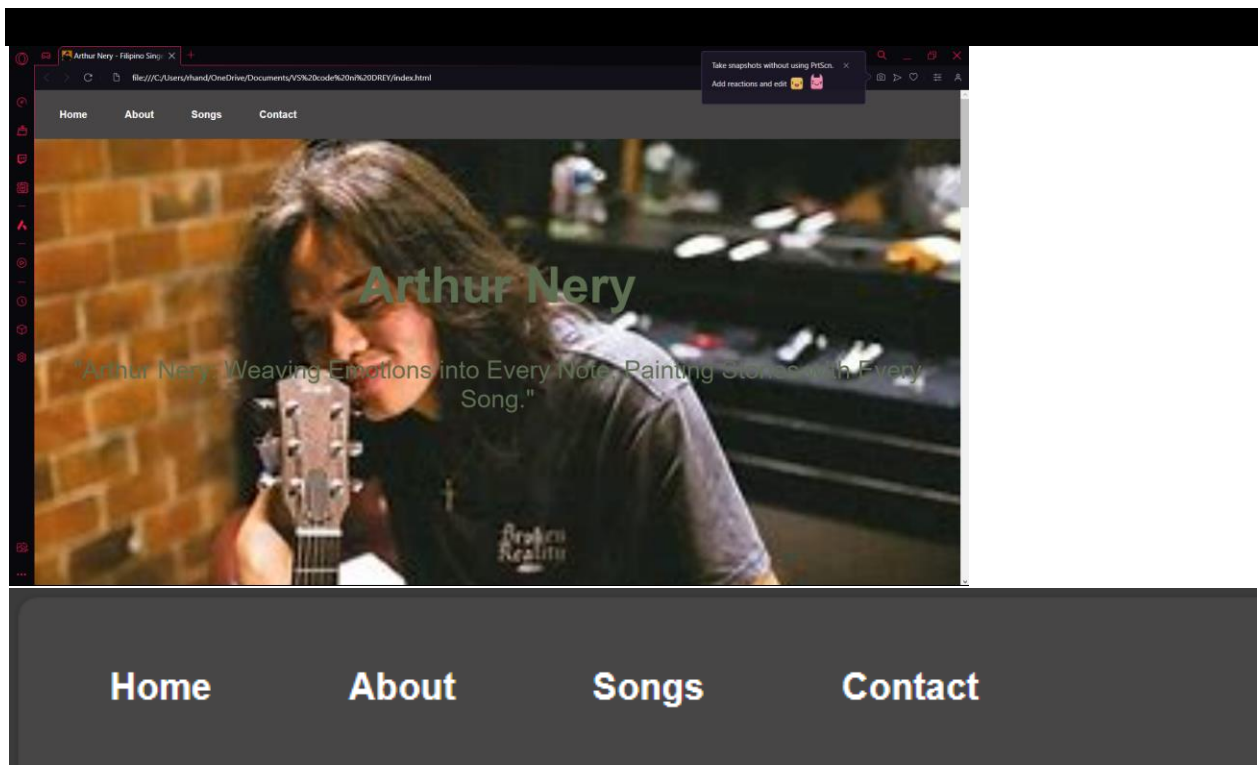 Arthur Nery - Filipino Sing
Take snapshots without using PrtScn.
Add reactions and edit
file:///C:/Users/rhand/OneDrive/Documents/VS%20code%20ni%20DREY/index.html
Home About Songs Contact
Arthur Nery
"Arthur Nery: Weaving Emotions into Every Note, Painting Stories with Every
Song."
Broken
Reality
Home About Songs Contact